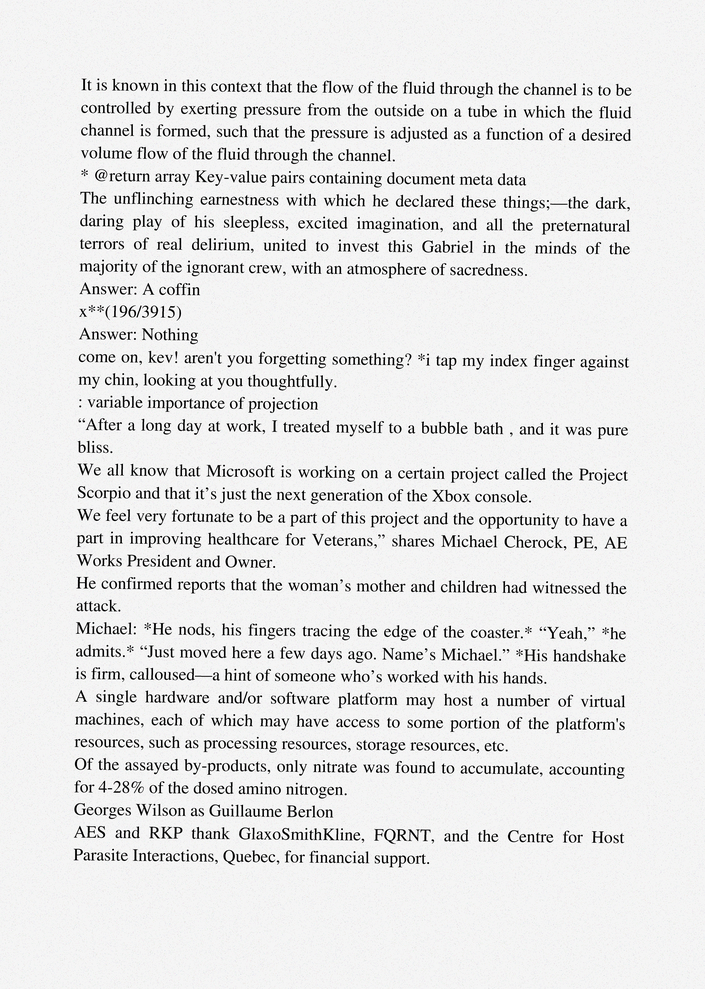 It is known in this context that the flow of the fluid through the channel is to be
controlled by exerting pressure from the outside on a tube in which the fluid
channel is formed, such that the pressure is adjusted as a function of a desired
volume flow of the fluid through the channel.
* @return array Key-value pairs containing document meta data
The unflinching earnestness with which he declared these things;—the dark,
daring play of his sleepless, excited imagination, and all the preternatural
terrors of real delirium, united to invest this Gabriel in the minds of the
majority of the ignorant crew, with an atmosphere of sacredness.
Answer: A coffin
x**(196/3915)
Answer: Nothing
come on, kev! aren't you forgetting something? *i tap my index finger against
my chin, looking at you thoughtfully.
: variable importance of projection
“After a long day at work, I treated myself to a bubble bath , and it was pure
bliss.
We all know that Microsoft is working on a certain project called the Project
Scorpio and that it’s just the next generation of the Xbox console.
We feel very fortunate to be a part of this project and the opportunity to have a
part in improving healthcare for Veterans,” shares Michael Cherock, PE, AE
Works President and Owner.
He confirmed reports that the woman’s mother and children had witnessed the
attack.
Michael: *He nods, his fingers tracing the edge of the coaster.* “Yeah,” *he
admits.* “Just moved here a few days ago. Name’s Michael.” *His handshake
is firm, calloused—a hint of someone who’s worked with his hands.
A single hardware and/or software platform may host a number of virtual
machines, each of which may have access to some portion of the platform's
resources, such as processing resources, storage resources, etc.
Of the assayed by-products, only nitrate was found to accumulate, accounting
for 4-28% of the dosed amino nitrogen.
Georges Wilson as Guillaume Berlon
AES and RKP thank GlaxoSmithKline, FQRNT, and the Centre for Host
Parasite Interactions, Quebec, for financial support.